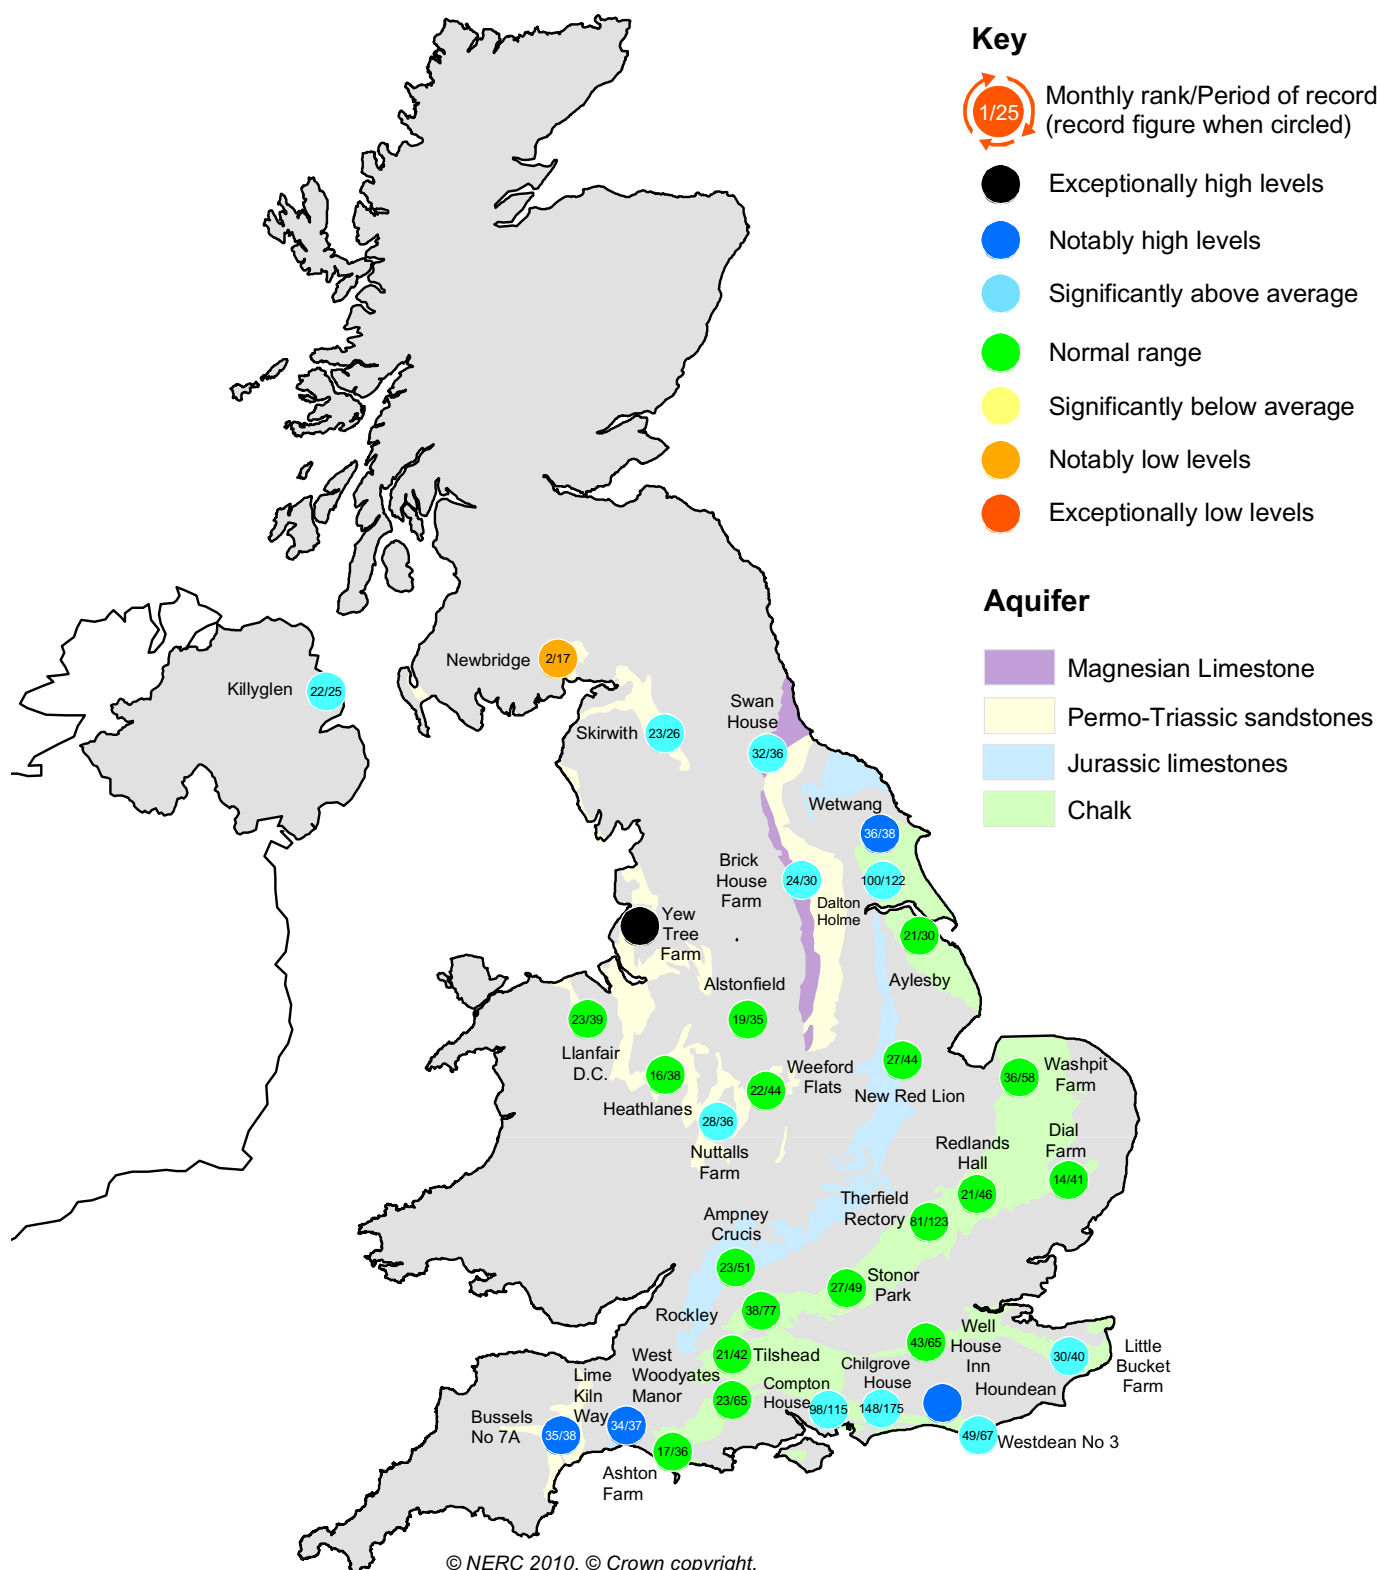 Key
1/25
Monthly rank/Period of record
(record figure when circled)
Exceptionally high levels
Notably high levels
Significantly above average
Normal range
Significantly below average
Notably low levels
Exceptionally low levels
Aquifer
Magnesian Limestone
Permo-Triassic sandstones
Jurassic limestones
Chalk
Newbridge
2/17
Killyglen
22/25
Skirwith
23/26
Swan
House
32/36
Wetwang
36/38
Brick
House
Farm
24/30
100/122
Dalton
Holme
Yew
Tree
Farm
21/30
Aylesby
Alstonfield
19/35
23/39
Llanfair
D.C.
16/38
Heathlanes
Weeford
Flats
22/44
28/36
Nuttalls
Farm
27/44
New Red Lion
36/58
Washpit
Farm
Dial
Farm
14/41
Redlands
Hall
21/46
Therfield
Rectory
81/123
Ampney
Crucis
23/51
27/49
Stonor
Park
Rockley
38/77
21/42
Tilshead
West
Woodyates
Manor
23/65
43/65
Well
House
Inn
30/40
Little
Bucket
Farm
Chilgrove
House
148/175
Compton
House
98/115
Houndean
49/67
Westdean No 3
Lime
Kiln
Way
34/37
Bussels
No 7A
35/38
17/36
Ashton
Farm
© NERC 2010. © Crown copyright.